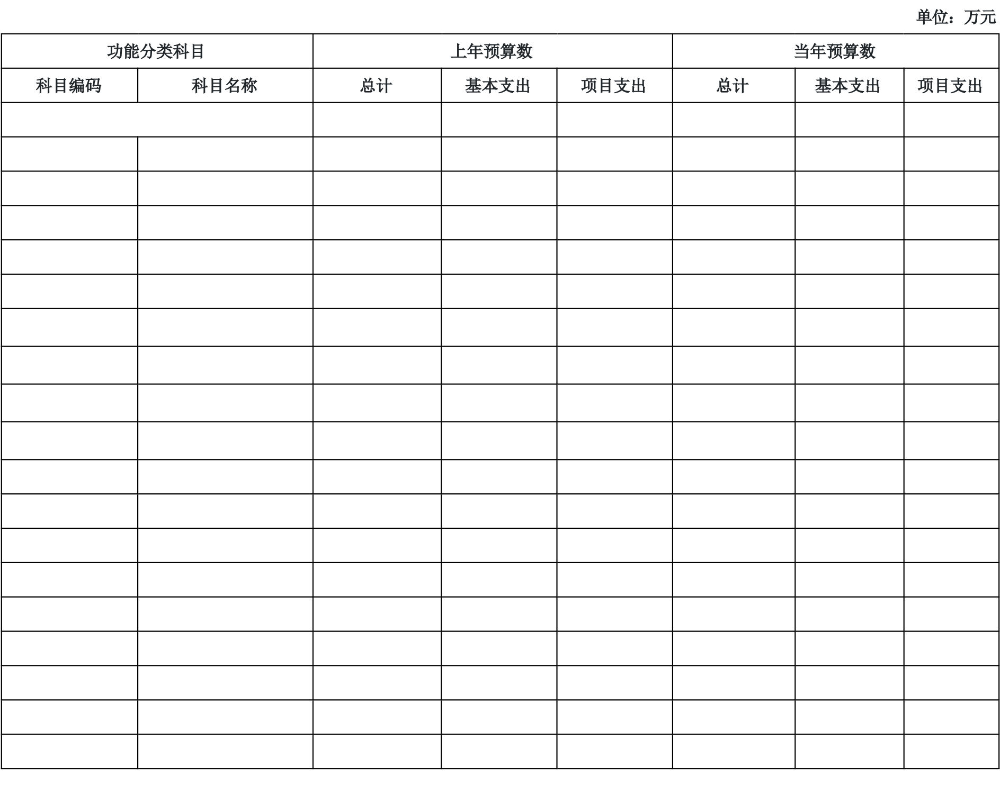 单位：万元
功能分类科目 上年预算数 当年预算数
科目编码 科目名称 总计 基本支出 项目支出 总计 基本支出 项目支出